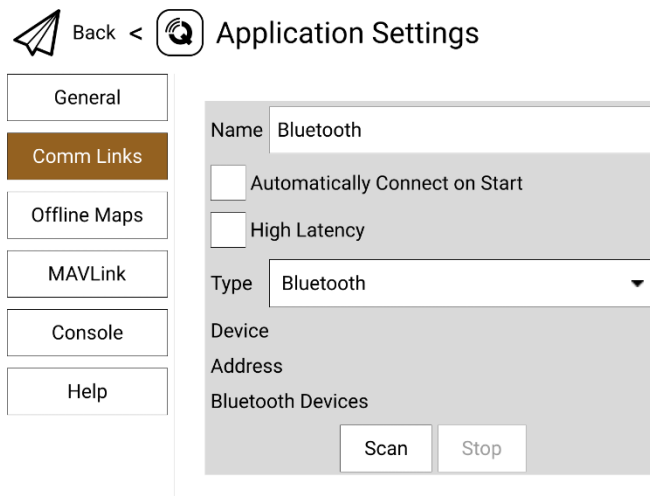 Back < Application Settings
General
Comm Links
Offline Maps
MAVLink
Console
Help
Name Bluetooth
Automatically Connect on Start
High Latency
Type Bluetooth
Device
Address
Bluetooth Devices
Scan Stop